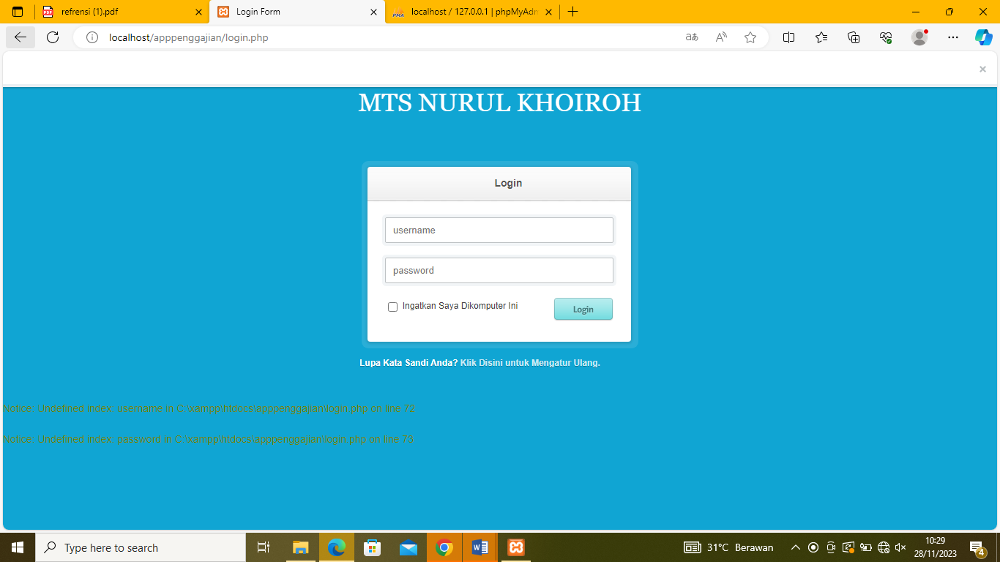 refrensi (1).pdf
Login Form
localhost / 127.0.0.1 | phpMyAdm
localhost/apppenggajian/login.php
MTS NURUL KHOIROH
Login
username
password
Ingatkan Saya Dikomputer Ini
Login
Lupa Kata Sandi Anda? Klik Disini untuk Mengatur Ulang.
Notice: Undefined index: username in C:\xampp\htdocs\apppenggajian\login.php on line 72
Notice: Undefined index: password in C:\xampp\htdocs\apppenggajian\login.php on line 73
Type here to search
31°C Berawan
10:29
28/11/2023
4